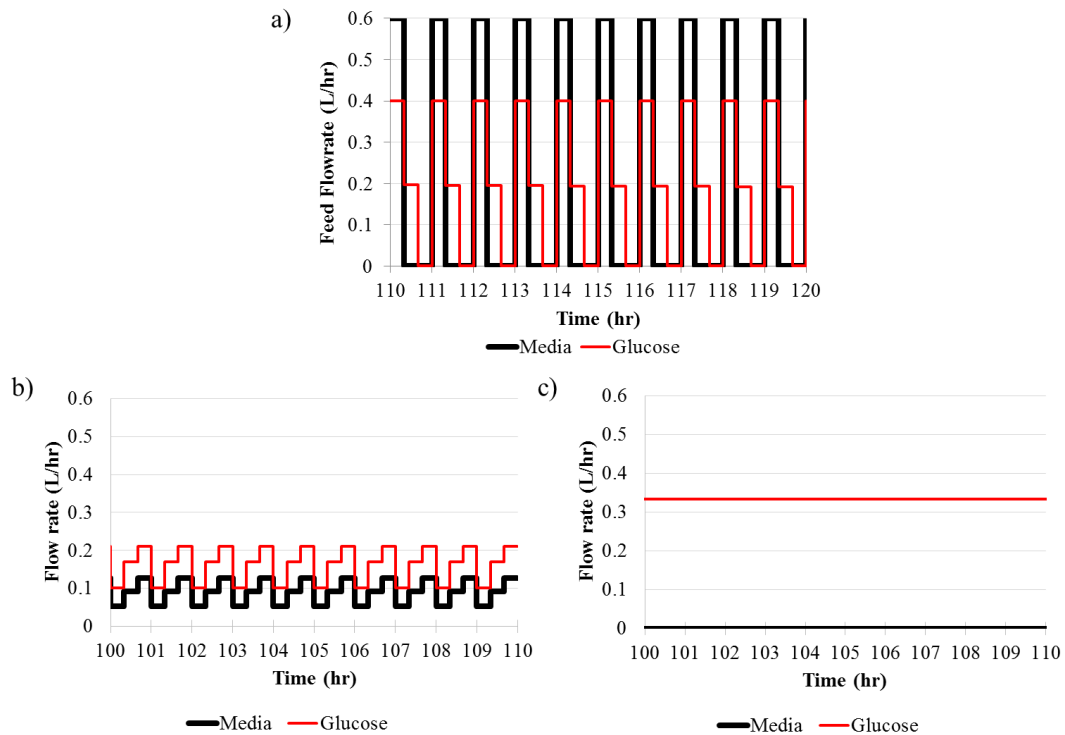 a)
Feed Flowrate (L/hr)
0.6
0.5
0.4
0.3
0.2
0.1
0
110 111 112 113 114 115 116 117 118 119 120
Time (hr)
Media Glucose
b)
Flow rate (L/hr)
0.6
0.5
0.4
0.3
0.2
0.1
0
100 101 102 103 104 105 106 107 108 109 110
Time (hr)
Media Glucose
c)
Flow rate (L/hr)
0.6
0.5
0.4
0.3
0.2
0.1
0
100 101 102 103 104 105 106 107 108 109 110
Time (hr)
Media Glucose